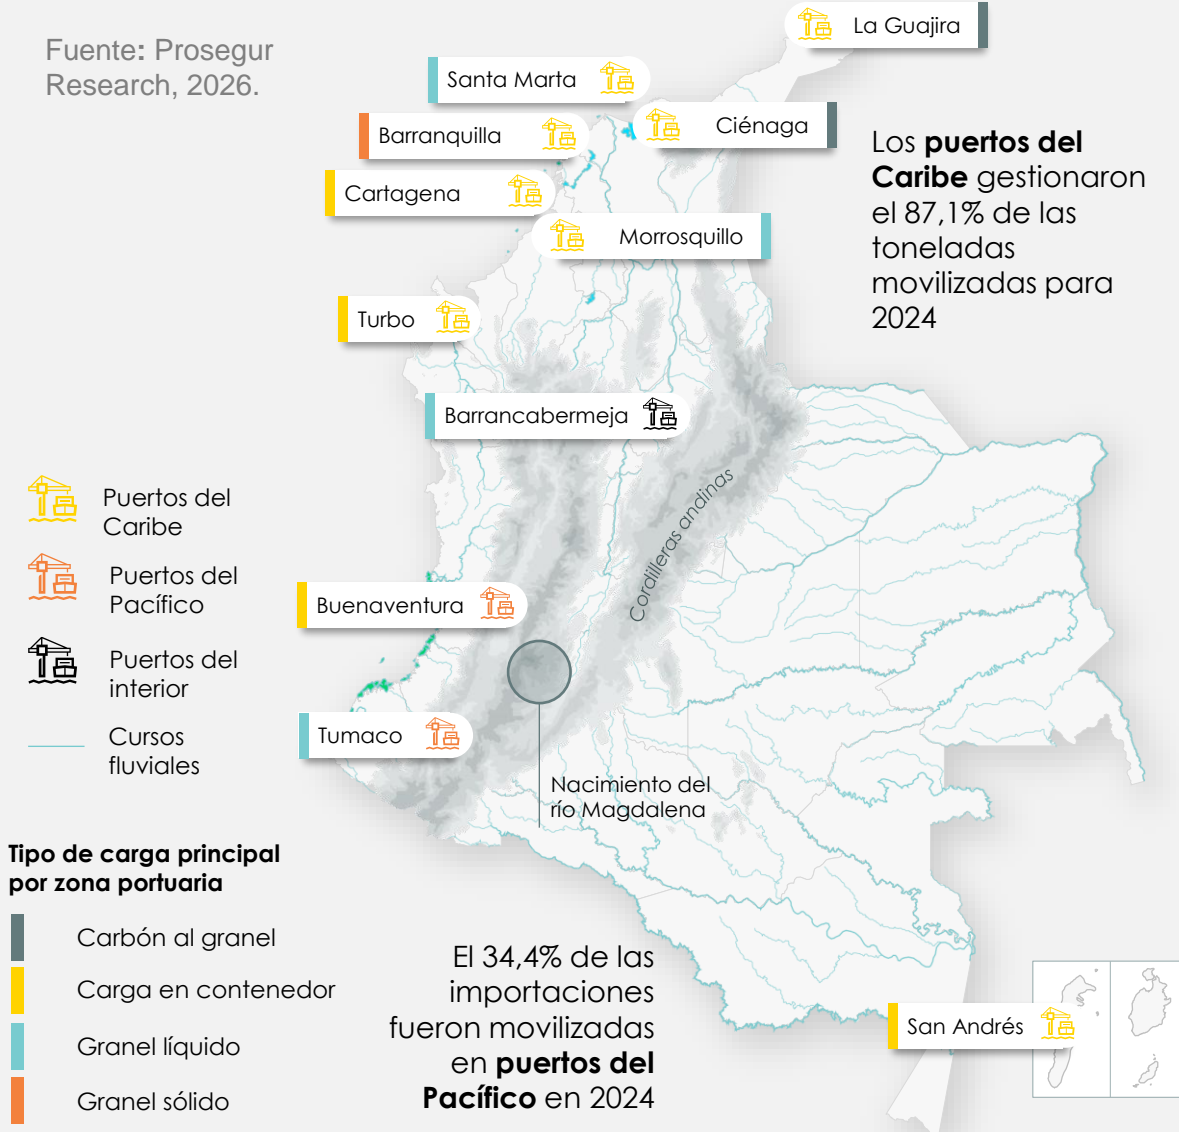 Fuente: Prosegur
Research, 2026.
La Guajira
Santa Marta
Ciénaga
Barranquilla
Cartagena
Morrosquillo
Los puertos del
Caribe gestionaron
el 87,1% de las
toneladas
movilizadas para
2024
Turbo
Barrancabermeja
Cordilleras andinas
Puertos del
Caribe
Puertos del
Pacífico
Puertos del
interior
Cursos
fluviales
Buenaventura
Tumaco
Nacimiento del
río Magdalena
Tipo de carga principal
por zona portuaria
Carbón al granel
Carga en contenedor
Granel líquido
Granel sólido
El 34,4% de las
importaciones
fueron movilizadas
en puertos del
Pacífico en 2024
San Andrés